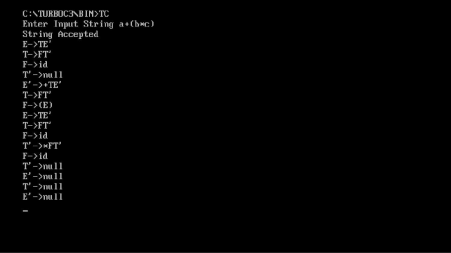 C:\TURBOC3\BIN>TC
Enter Input String a+(b*c)
String Accepted
E->TE'
T->FT'
F->id
T'->null
E'->+TE'
T->FT'
F->(E)
E->TE'
T->FT'
F->id
T'->*FT'
F->id
T'->null
E'->null
T'->null
E'->null